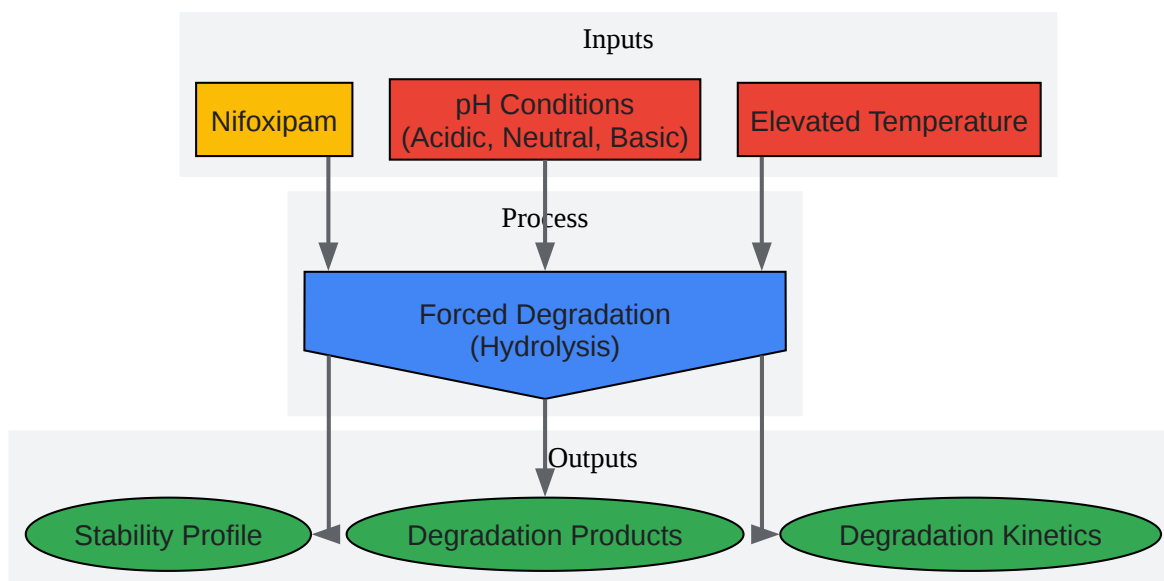 Inputs
Nifoxipam
pH Conditions
(Acidic, Neutral, Basic)
Elevated Temperature
Process
Forced Degradation
(Hydrolysis)
Outputs
Stability Profile
Degradation Products
Degradation Kinetics